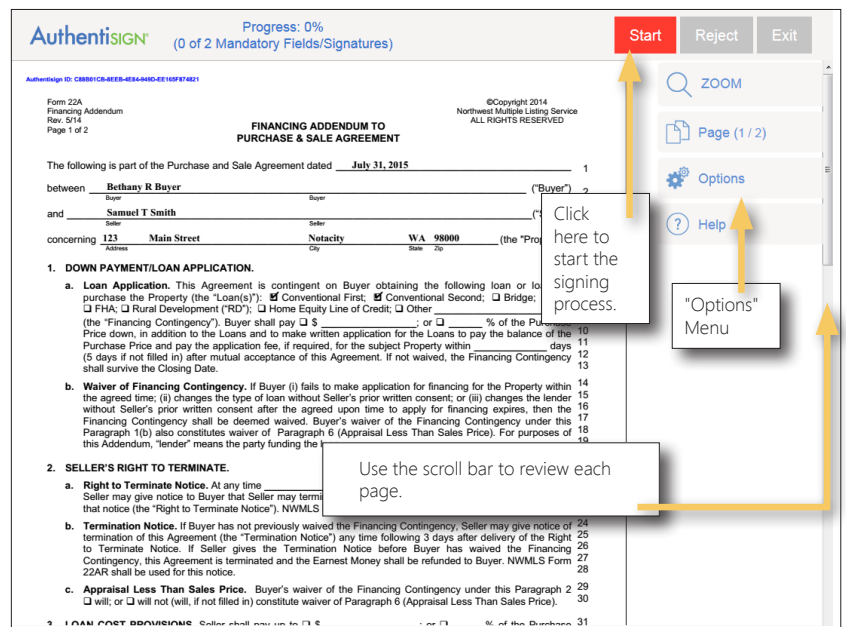 AuthentiSIGN®
Progress: 0%
(0 of 2 Mandatory Fields/Signatures)
Start Reject Exit
Authentisign ID: C88B01CB-8EEB-4E84-949D-EE165F874821
ZOOM
Page (1 / 2)
Options
Help
Form 22A
Financing Addendum
Rev. 5/14
Page 1 of 2
©Copyright 2014
Northwest Multiple Listing Service
ALL RIGHTS RESERVED
FINANCING ADDENDUM TO
PURCHASE & SALE AGREEMENT
The following is part of the Purchase and Sale Agreement dated July 31, 2015 1
between Bethany R Buyer ("Buyer") 2
Buyer Buyer
and Samuel T Smith ("S
Seller Seller
concerning 123 Main Street Notacity WA 98000 (the "Prop
Address City State Zip
1. DOWN PAYMENT/LOAN APPLICATION.
a. Loan Application. This Agreement is contingent on Buyer obtaining the following loan or loa
purchase the Property (the “Loan(s)”): ☑ Conventional First; ☑ Conventional Second; ❑ Bridge;
❑ FHA; ❑ Rural Development (“RD”); ❑ Home Equity Line of Credit; ❑ Other
(the “Financing Contingency”). Buyer shall pay ❑ $ ; or ❑ % of the Purchase
Price down, in addition to the Loans and to make written application for the Loans to pay the balance of the 10
Purchase Price and pay the application fee, if required, for the subject Property within days 11
(5 days if not filled in) after mutual acceptance of this Agreement. If not waived, the Financing Contingency 12
shall survive the Closing Date. 13
b. Waiver of Financing Contingency. If Buyer (i) fails to make application for financing for the Property within 14
the agreed time; (ii) changes the type of loan without Seller's prior written consent; or (iii) changes the lender 15
without Seller's prior written consent after the agreed upon time to apply for financing expires, then the 16
Financing Contingency shall be deemed waived. Buyer's waiver of the Financing Contingency under this 17
Paragraph 1(b) also constitutes waiver of Paragraph 6 (Appraisal Less Than Sales Price). For purposes of 18
this Addendum, “lender” means the party funding the l 19
2. SELLER'S RIGHT TO TERMINATE.
a. Right to Terminate Notice. At any time
Seller may give notice to Buyer that Seller may termi
that notice (the “Right to Terminate Notice”). NWMLS
b. Termination Notice. If Buyer has not previously waived the Financing Contingency, Seller may give notice of 24
termination of this Agreement (the “Termination Notice”) any time following 3 days after delivery of the Right 25
to Terminate Notice. If Seller gives the Termination Notice before Buyer has waived the Financing 26
Contingency, this Agreement is terminated and the Earnest Money shall be refunded to Buyer. NWMLS Form 27
22AR shall be used for this notice. 28
c. Appraisal Less Than Sales Price. Buyer's waiver of the Financing Contingency under this Paragraph 2 29
❑ will; or ❑ will not (will, if not filled in) constitute waiver of Paragraph 6 (Appraisal Less Than Sales Price). 30
3. LOAN COST PROVISIONS. Seller shall pay up to ❑ $ ; or ❑ % of the Purchase 31
Click
here to
start the
signing
process.
"Options"
Menu
Use the scroll bar to review each
page.